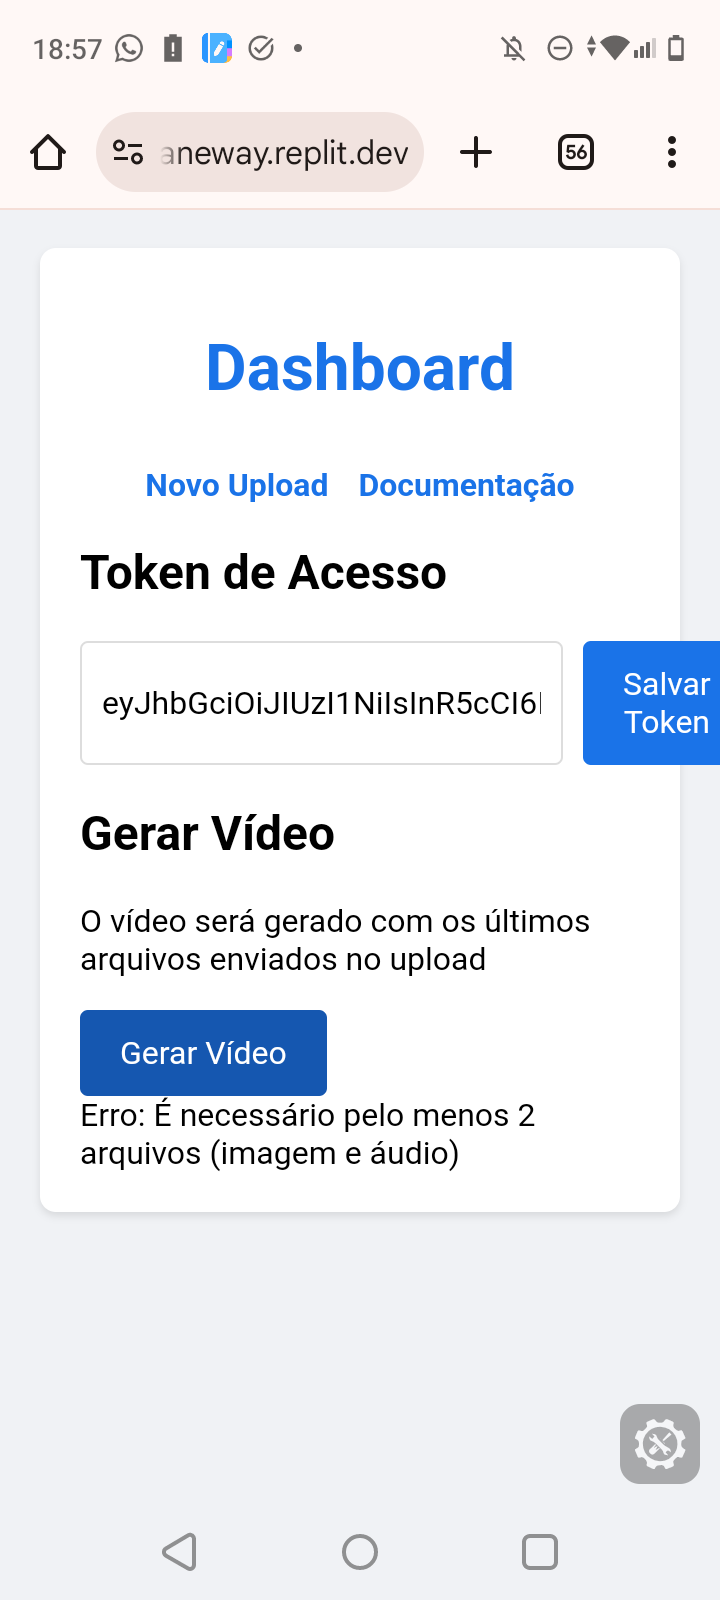 18:57
aneway.replit.dev
56
Dashboard
Novo Upload Documentação
Token de Acesso
eyJhbGciOiJIUzI1NiIsInR5cCI6
Salvar
Token
Gerar Vídeo
O vídeo será gerado com os últimos
arquivos enviados no upload
Gerar Vídeo
Erro: É necessário pelo menos 2
arquivos (imagem e áudio)